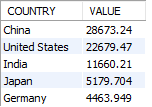 COUNTRY VALUE
China 28673.24
United States 22679.47
India 11660.21
Japan 5179.704
Germany 4463.949